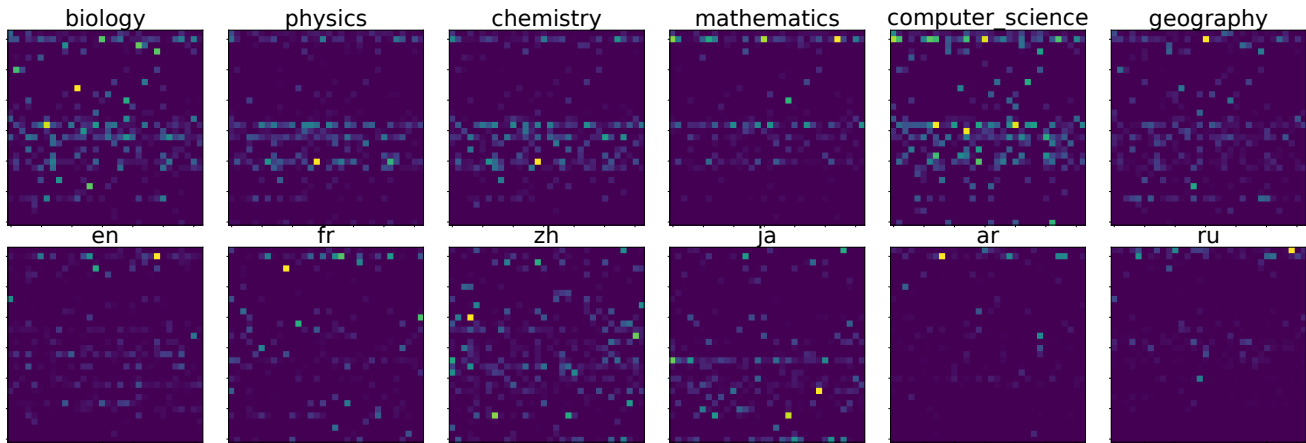 biology physics chemistry mathematics computer_science geography
en fr zh ja ar ru